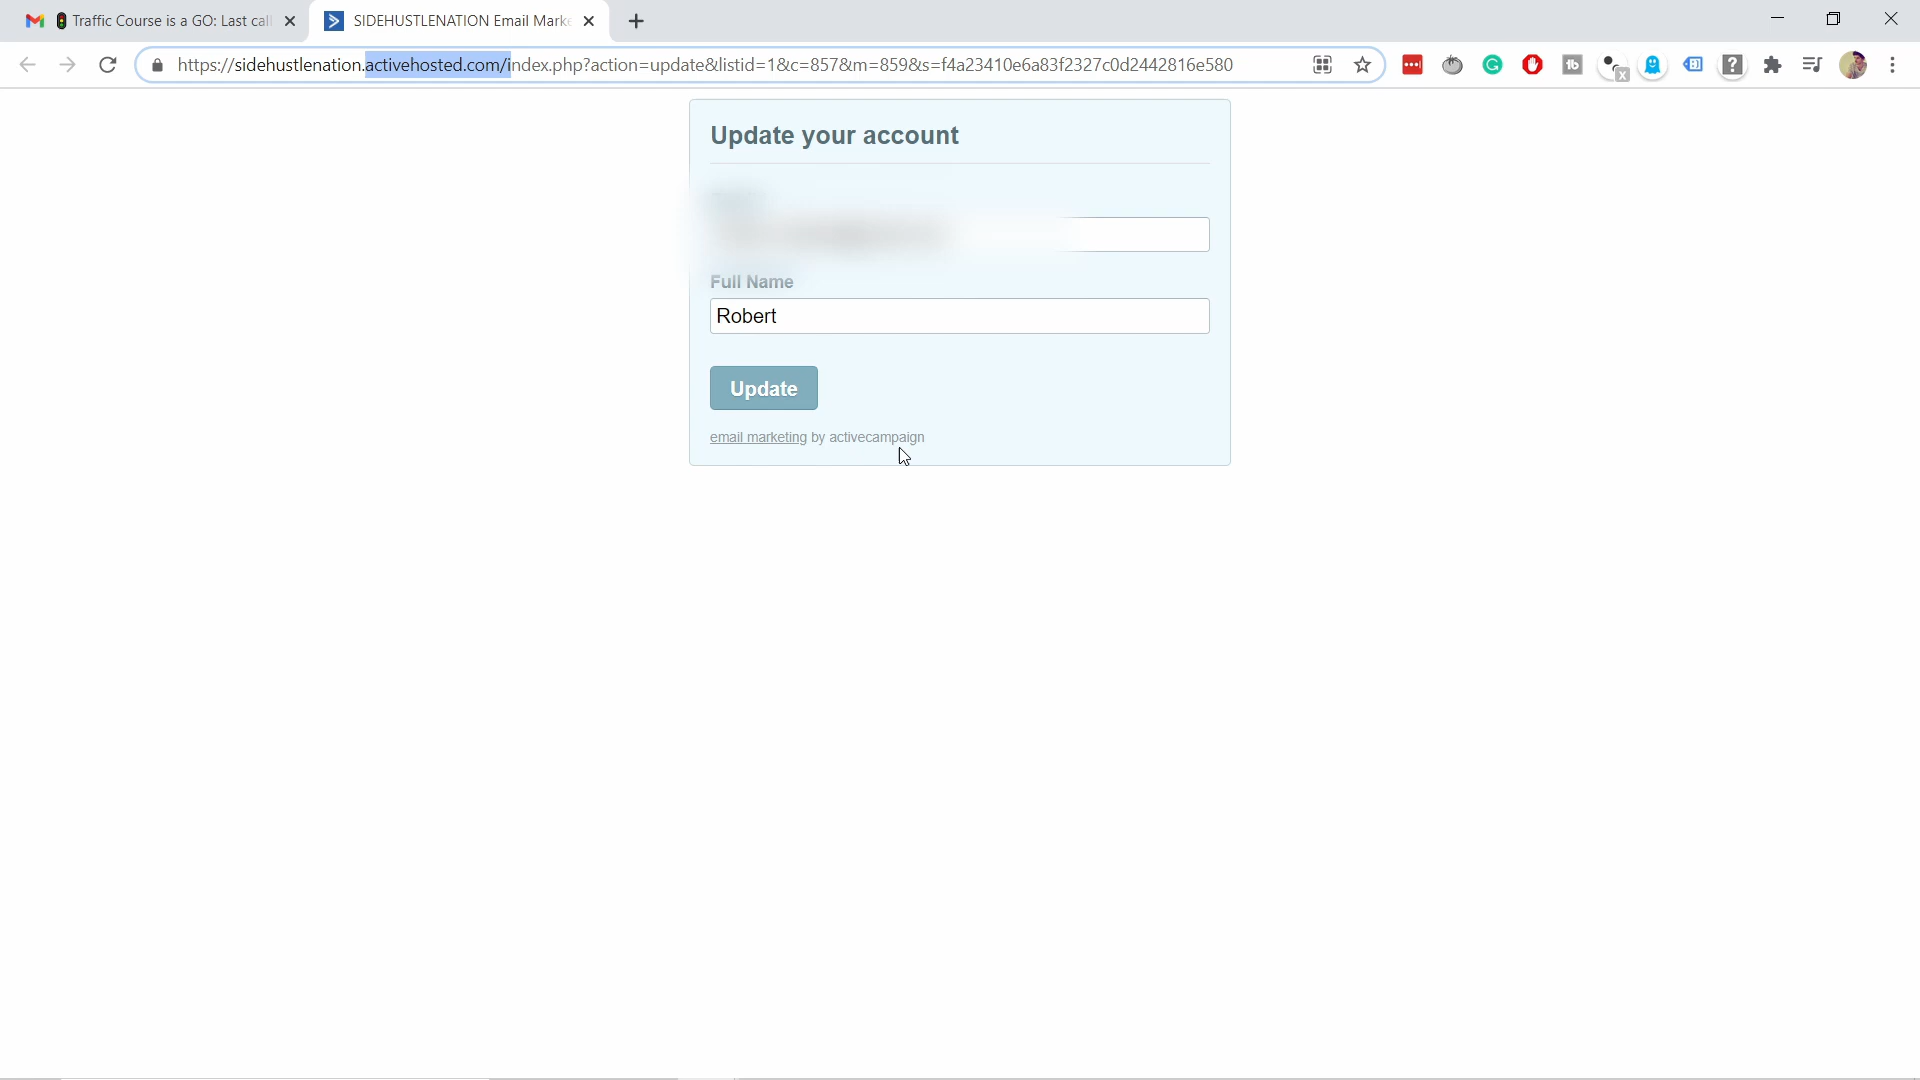 Traffic Course is a GO: Last call
SIDEHUSTLENATION Email Marke
https://sidehustlenation.activehosted.com/index.php?action=update&listid=1&c=857&m=859&s=f4a23410e6a83f2327c0d2442816e580
Update your account
Full Name
Robert
Update
email marketing by activecampaign